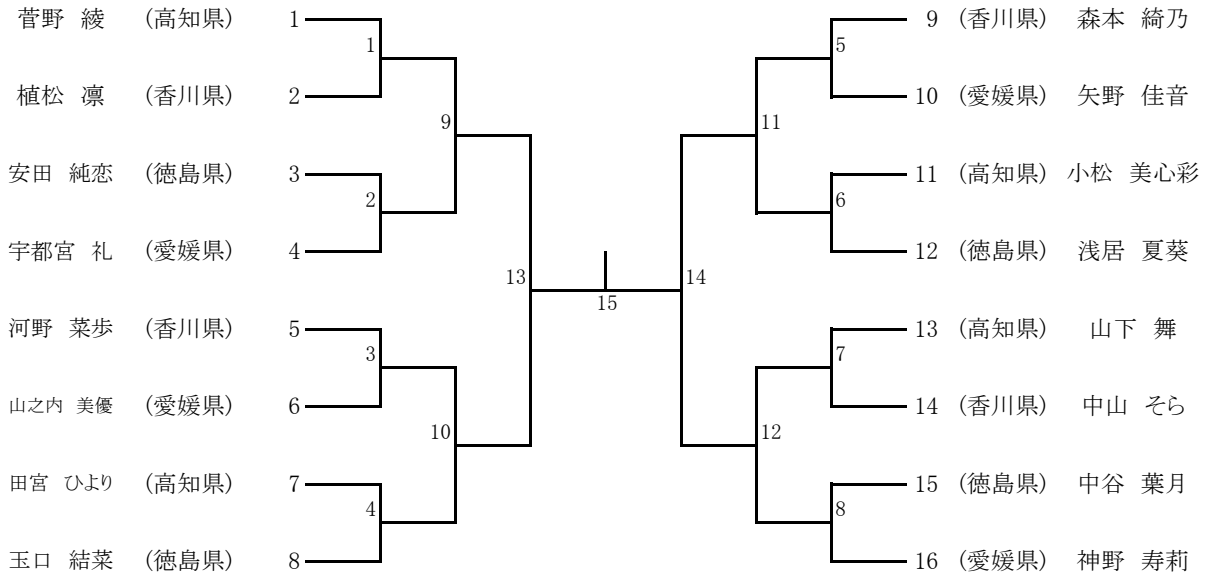 菅野 綾 (高知県) 1
1
植松 凛 (香川県) 2
9
安田 純恋 (徳島県) 3
2
宇都宮 礼 (愛媛県) 4
13
河野 菜歩 (香川県) 5
3
山之内 美優 (愛媛県) 6
10
田宮 ひより (高知県) 7
4
玉口 結菜 (徳島県) 8
15
9 (香川県) 森本 綺乃
5
10 (愛媛県) 矢野 佳音
11
11 (高知県) 小松 美心彩
6
12 (徳島県) 浅居 夏葵
14
13 (高知県) 山下 舞
7
14 (香川県) 中山 そら
12
15 (徳島県) 中谷 葉月
8
16 (愛媛県) 神野 寿莉